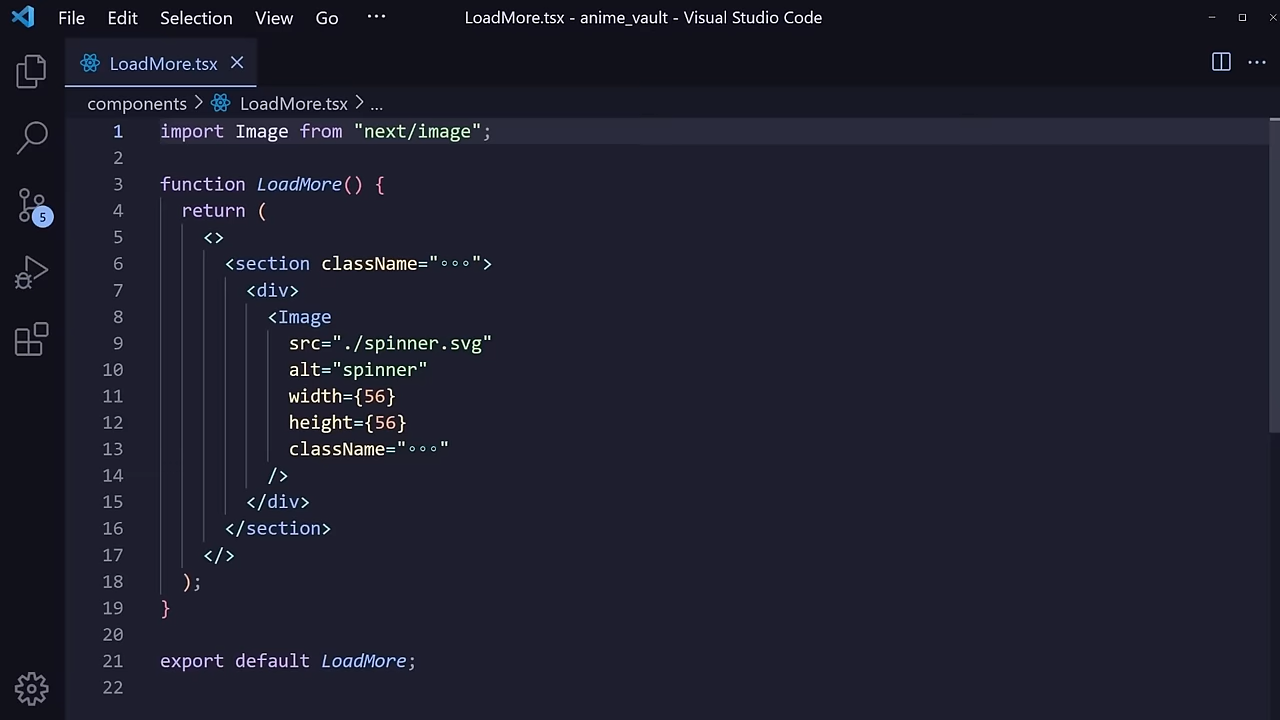 File Edit Selection View Go ···
LoadMore.tsx - anime_vault - Visual Studio Code
LoadMore.tsx
components > LoadMore.tsx > ...
1 import Image from "next/image";
2
3 function LoadMore() {
4 return (
5 <>
6 <section className="◦◦◦">
7 <div>
8 <Image
9 src="./spinner.svg"
10 alt="spinner"
11 width={56}
12 height={56}
13 className="◦◦◦"
14 />
15 </div>
16 </section>
17 </>
18 );
19 }
20
21 export default LoadMore;
22
5